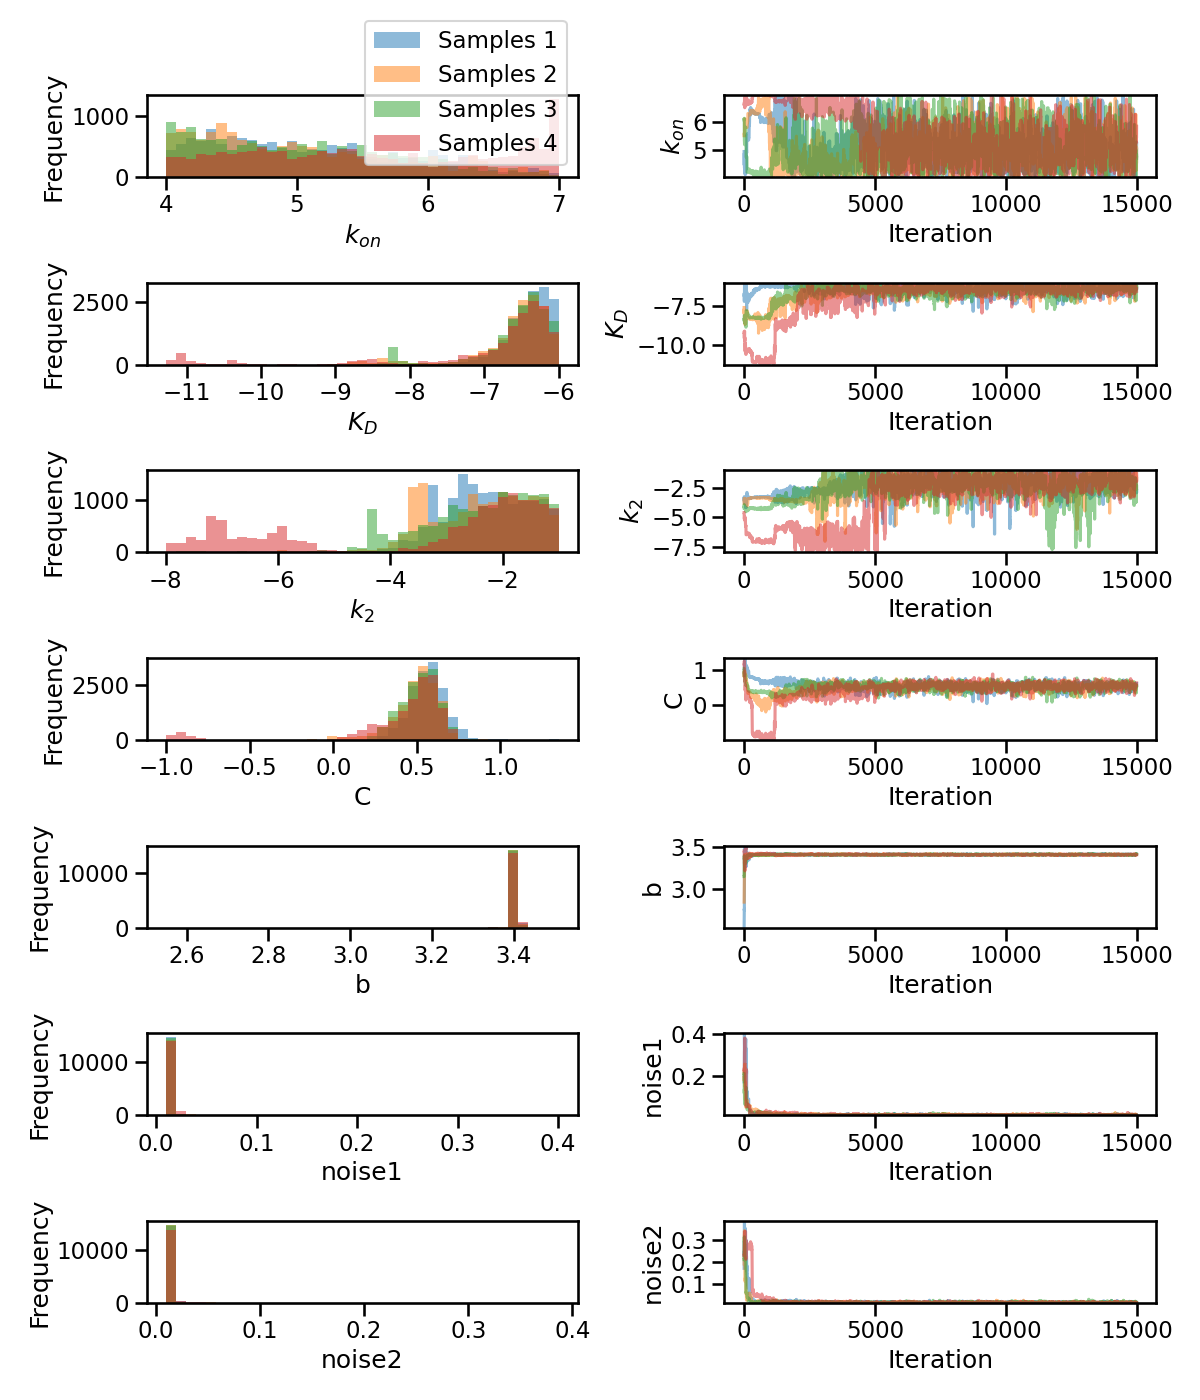 Samples 1
Samples 2
Samples 3
Samples 4
Frequency
1000
0
4 5 6 7
k_on
k_on
6
5
0 5000 10000 15000
Iteration
Frequency
2500
0
−11 −10 −9 −8 −7 −6
K_D
K_D
−7.5
−10.0
0 5000 10000 15000
Iteration
Frequency
1000
0
−8 −6 −4 −2
k_2
k_2
−2.5
−5.0
−7.5
0 5000 10000 15000
Iteration
Frequency
2500
0
−1.0 −0.5 0.0 0.5 1.0
C
C
1
0
0 5000 10000 15000
Iteration
Frequency
10000
0
2.6 2.8 3.0 3.2 3.4
b
b
3.5
3.0
0 5000 10000 15000
Iteration
Frequency
10000
0
0.0 0.1 0.2 0.3 0.4
noise1
noise1
0.4
0.2
0 5000 10000 15000
Iteration
Frequency
10000
0
0.0 0.1 0.2 0.3 0.4
noise2
noise2
0.3
0.2
0.1
0 5000 10000 15000
Iteration